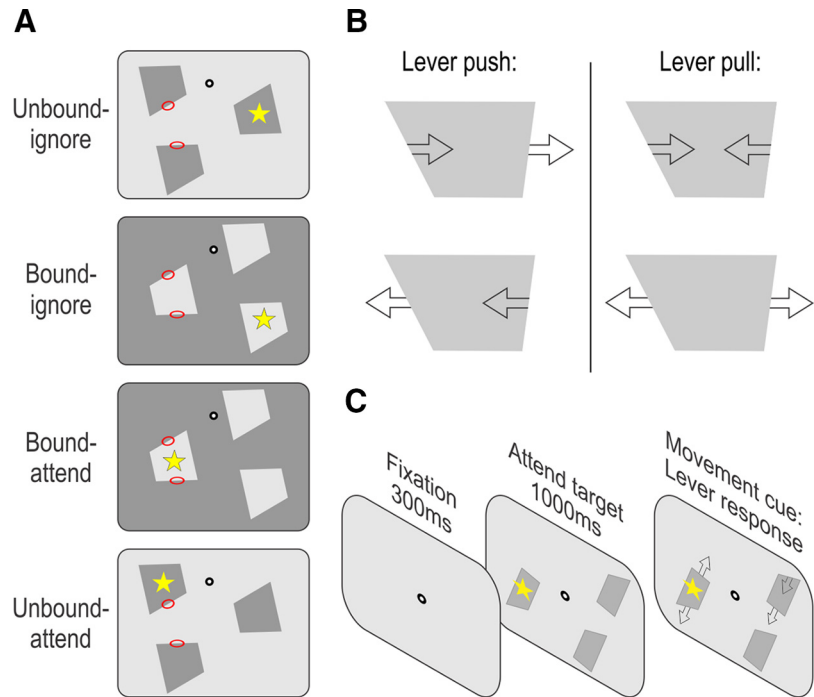 A
Unbound-
ignore
Bound-
ignore
Bound-
attend
Unbound-
attend
B
Lever push:
Lever pull:
C
Fixation
300ms
Attend target
1000ms
Movement cue:
Lever response